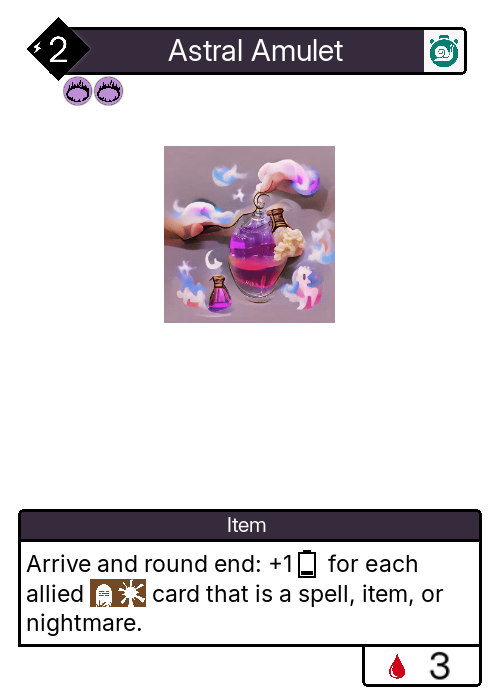 2
Astral Amulet
Item
Arrive and round end: +1 for each
allied card that is a spell, item, or
nightmare.
3